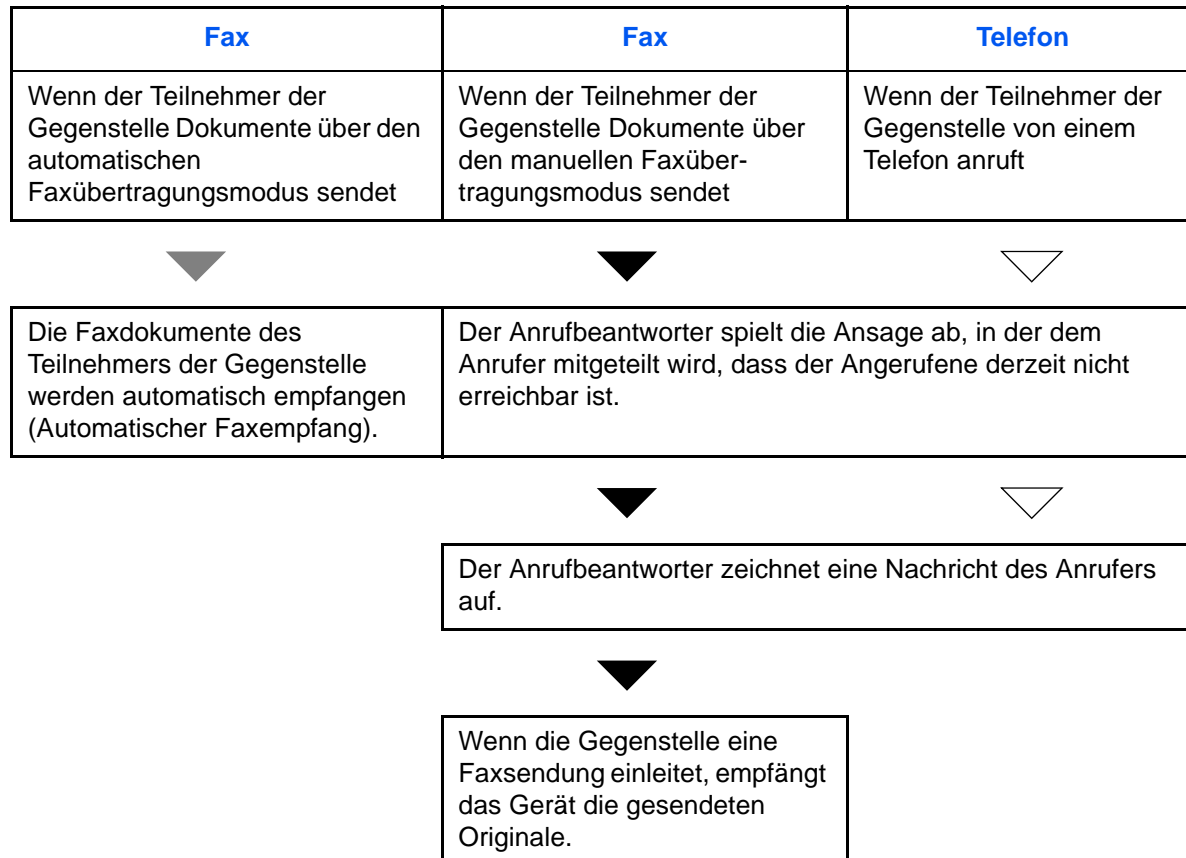 Fax
Fax
Telefon
Wenn der Teilnehmer der
Gegenstelle Dokumente über den
automatischen
Faxübertragungsmodus sendet
Wenn der Teilnehmer der
Gegenstelle Dokumente über
den manuellen Faxüber-
tragungsmodus sendet
Wenn der Teilnehmer der
Gegenstelle von einem
Telefon anruft
Die Faxdokumente des
Teilnehmers der Gegenstelle
werden automatisch empfangen
(Automatischer Faxempfang).
Der Anrufbeantworter spielt die Ansage ab, in der dem
Anrufer mitgeteilt wird, dass der Angerufene derzeit nicht
erreichbar ist.
Der Anrufbeantworter zeichnet eine Nachricht des Anrufers
auf.
Wenn die Gegenstelle eine
Faxsendung einleitet, empfängt
das Gerät die gesendeten
Originale.